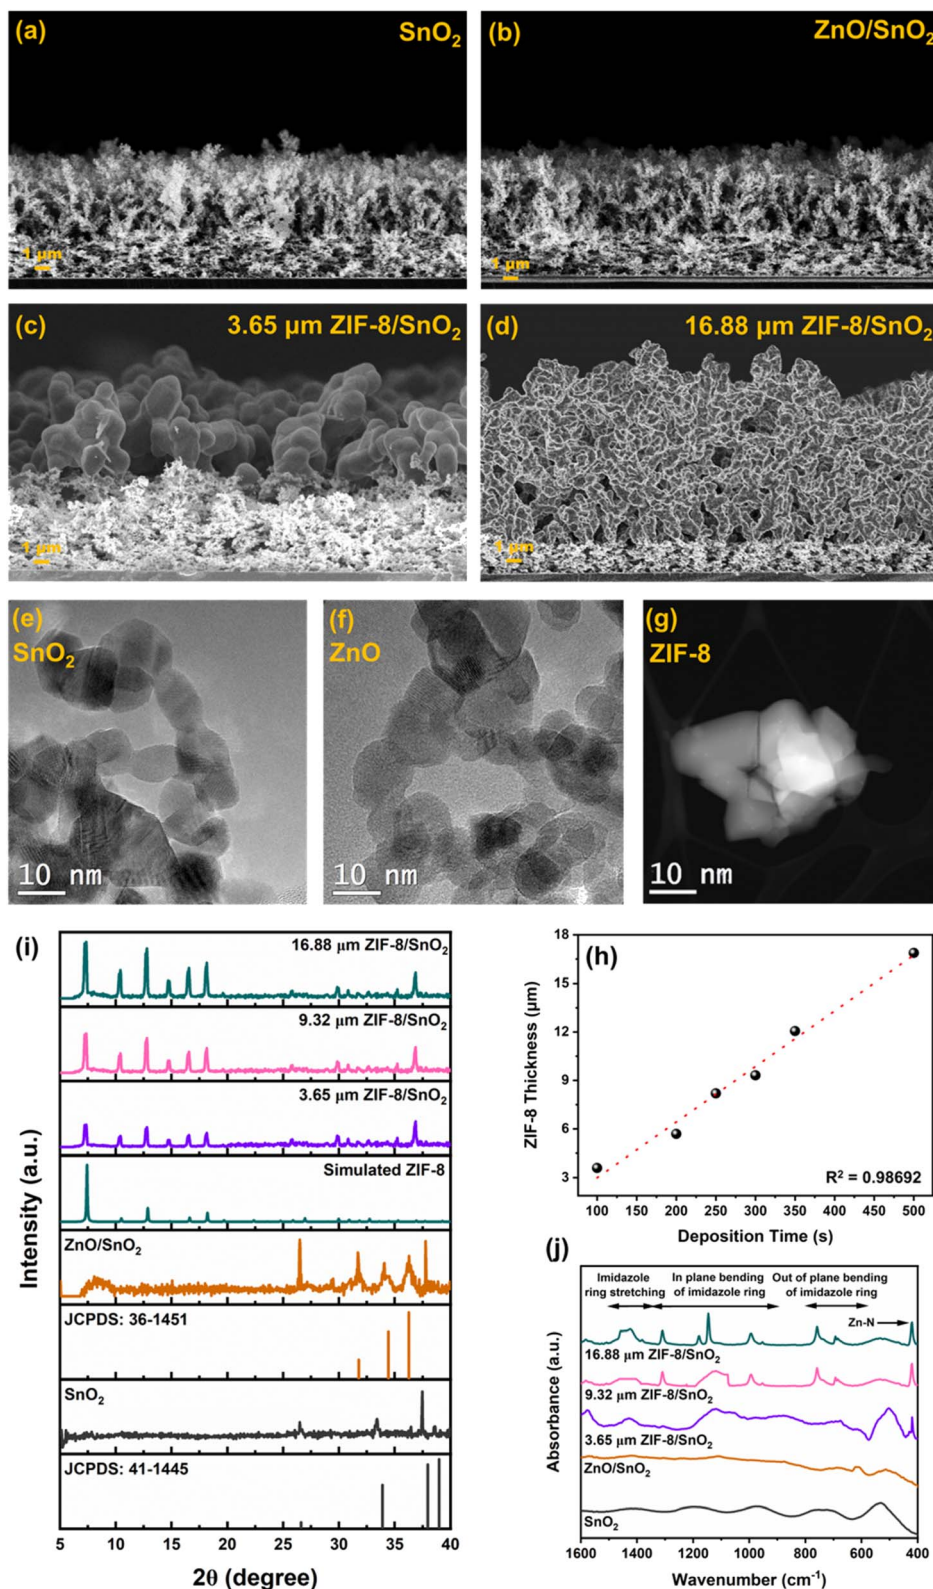 (a)
SnO₂
1 µm
(b)
ZnO/SnO₂
1 µm
(c)
3.65 µm ZIF-8/SnO₂
1 µm
(d)
16.88 µm ZIF-8/SnO₂
1 µm
(e)
SnO₂
10 nm
(f)
ZnO
10 nm
(g)
ZIF-8
10 nm
(i)
16.88 µm ZIF-8/SnO₂
9.32 µm ZIF-8/SnO₂
3.65 µm ZIF-8/SnO₂
Simulated ZIF-8
ZnO/SnO₂
JCPDS: 36-1451
SnO₂
JCPDS: 41-1445
Intensity (a.u.)
5 10 15 20 25 30 35 40
2θ (degree)
(h)
18
15
12
9
6
3
ZIF-8 Thickness (µm)
R² = 0.98692
100 150 200 250 300 350 400 450 500
Deposition Time (s)
(j)
Imidazole
ring stretching
In plane bending
of imidazole ring
Out of plane bending
of imidazole ring
Zn-N
16.88 µm ZIF-8/SnO₂
9.32 µm ZIF-8/SnO₂
3.65 µm ZIF-8/SnO₂
ZnO/SnO₂
SnO₂
Absorbance (a.u.)
1600 1400 1200 1000 800 600 400
Wavenumber (cm⁻¹)